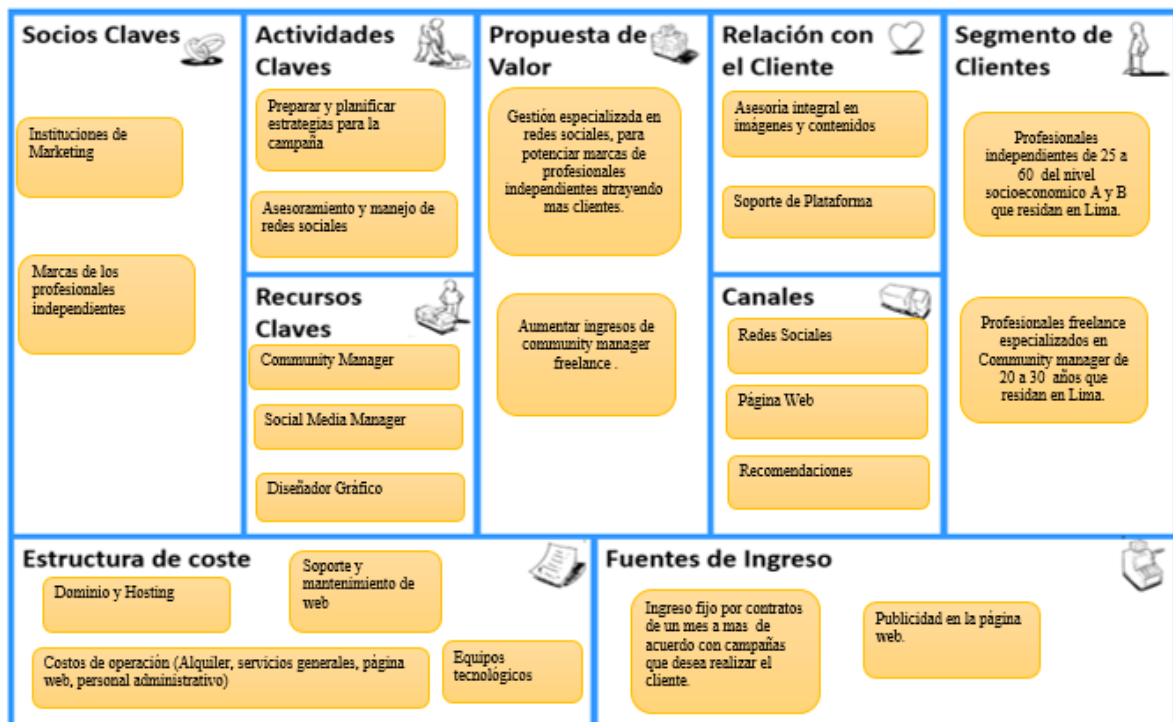 Socios Claves
Instituciones de
Marketing
Marcas de los
profesionales
independientes
Actividades
Claves
Preparar y planificar
estrategias para la
campaña
Asesoramiento y manejo de
redes sociales
Recursos
Claves
Community Manager
Social Media Manager
Diseñador Gráfico
Propuesta de
Valor
Gestión especializada en
redes sociales, para
potenciar marcas de
profesionales
independientes atrayendo
mas clientes.
Aumentar ingresos de
community manager
freelance .
Relación con
el Cliente
Asesoria integral en
imágenes y contenidos
Soporte de Plataforma
Canales
Redes Sociales
Página Web
Recomendaciones
Segmento de
Clientes
Profesionales
independientes de 25 a
60 del nivel
socioeconomico A y B
que residan en Lima.
Profesionales freelance
especializados en
Community manager de
20 a 30 años que
residan en Lima.
Estructura de coste
Dominio y Hosting
Soporte y
mantenimiento de
web
Costos de operación (Alquiler, servicios generales, página
web, personal administrativo)
Equipos
tecnológicos
Fuentes de Ingreso
Ingreso fijo por contratos
de un mes a mas de
acuerdo con campañas
que desea realizar el
cliente.
Publicidad en la página
web.